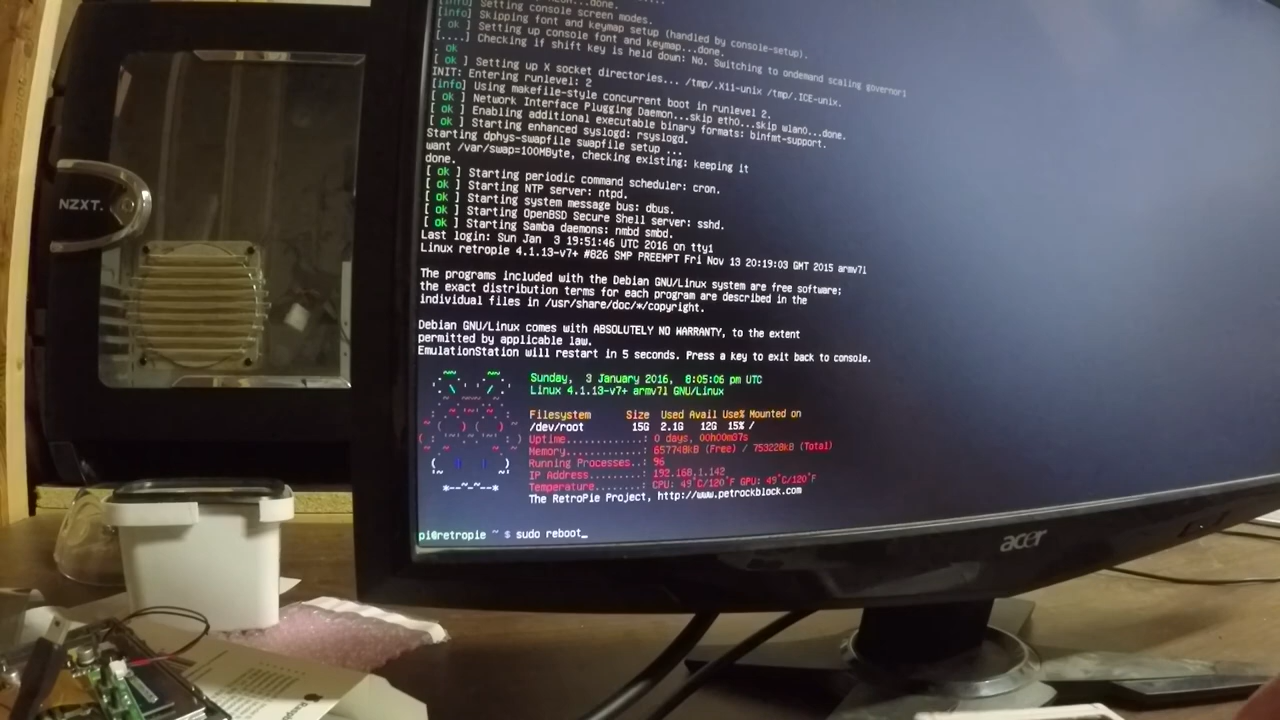 [info] Setting console screen modes.
[info] Skipping font and keymap setup (handled by console-setup).
[ ok ] Setting up console font and keymap...done.
[....] Checking if shift key is held down: No. Switching to ondemand scaling governor
. ok
[ ok ] Setting up X socket directories... /tmp/.X11-unix /tmp/.ICE-unix.
INIT: Entering runlevel: 2
[info] Using makefile-style concurrent boot in runlevel 2.
[ ok ] Network Interface Plugging Daemon...skip eth0...skip wlan0...done.
[ ok ] Enabling additional executable binary formats: binfmt-support.
[ ok ] Starting enhanced syslogd: rsyslogd.
Starting dphys-swapfile swapfile setup ...
want /var/swap=100MByte, checking existing: keeping it
done.
[ ok ] Starting periodic command scheduler: cron.
[ ok ] Starting NTP server: ntpd.
[ ok ] Starting system message bus: dbus.
[ ok ] Starting OpenBSD Secure Shell server: sshd.
[ ok ] Starting Samba daemons: nmbd smbd.
Last login: Sun Jan  3 19:51:46 UTC 2016 on tty1
Linux retropie 4.1.13-v7+ #826 SMP PREEMPT Fri Nov 13 20:19:03 GMT 2015 armv7l
The programs included with the Debian GNU/Linux system are free software;
the exact distribution terms for each program are described in the
individual files in /usr/share/doc/*/copyright.
Debian GNU/Linux comes with ABSOLUTELY NO WARRANTY, to the extent
permitted by applicable law.
EmulationStation will restart in 5 seconds. Press a key to exit back to console.
Sunday,  3 January 2016,  8:05:06 pm UTC
Linux 4.1.13-v7+ armv7l GNU/Linux
Filesystem      Size  Used Avail Use% Mounted on
/dev/root        15G  2.1G   12G  15% /
Uptime.............: 0 days, 00h00m37s
Memory.............: 657748kB (Free) / 753228kB (Total)
Running Processes..: 96
IP Address.........: 192.168.1.142
Temperature........: CPU: 49°C/120°F GPU: 49°C/120°F
The RetroPie Project, http://www.petrockblock.com
pi@retropie ~ $ sudo reboot_
NZXT.
acer